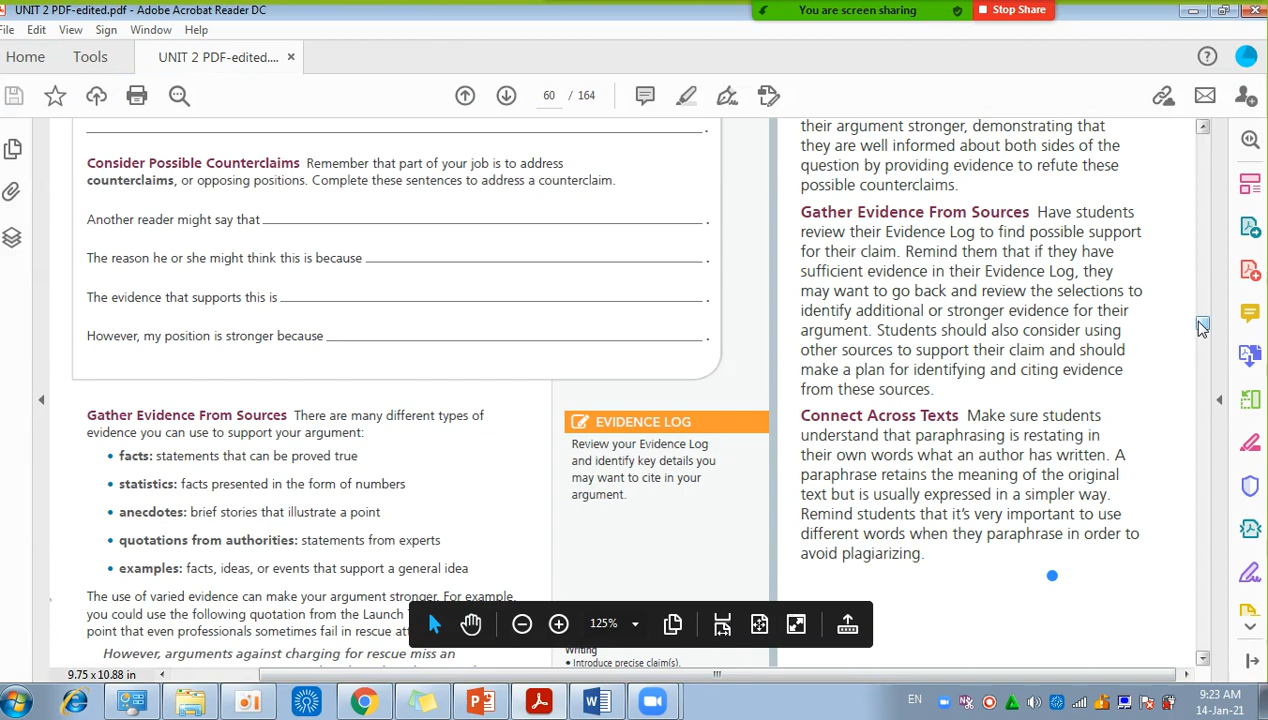 UNIT 2 PDF-edited.pdf - Adobe Acrobat Reader DC
You are screen sharing
Stop Share
File Edit View Sign Window Help
Home Tools UNIT 2 PDF-edited.... ×
60 / 164
their argument stronger, demonstrating that
they are well informed about both sides of the
question by providing evidence to refute these
possible counterclaims.
Gather Evidence From Sources Have students
review their Evidence Log to find possible support
for their claim. Remind them that if they have
sufficient evidence in their Evidence Log, they
may want to go back and review the selections to
identify additional or stronger evidence for their
argument. Students should also consider using
other sources to support their claim and should
make a plan for identifying and citing evidence
from these sources.
Connect Across Texts Make sure students
understand that paraphrasing is restating in
their own words what an author has written. A
paraphrase retains the meaning of the original
text but is usually expressed in a simpler way.
Remind students that it's very important to use
different words when they paraphrase in order to
avoid plagiarizing.
Consider Possible Counterclaims Remember that part of your job is to address
counterclaims, or opposing positions. Complete these sentences to address a counterclaim.
Another reader might say that .
The reason he or she might think this is because .
The evidence that supports this is .
However, my position is stronger because .
Gather Evidence From Sources There are many different types of
evidence you can use to support your argument:
• facts: statements that can be proved true
• statistics: facts presented in the form of numbers
• anecdotes: brief stories that illustrate a point
• quotations from authorities: statements from experts
• examples: facts, ideas, or events that support a general idea
The use of varied evidence can make your argument stronger. For example,
you could use the following quotation from the Launch
point that even professionals sometimes fail in rescue
However, arguments against charging for rescue miss an
EVIDENCE LOG
Review your Evidence Log
and identify key details you
may want to cite in your
argument.
Writing
• Introduce precise claim(s).
125%
9.75 x 10.88 in
EN
9:23 AM
14-Jan-21